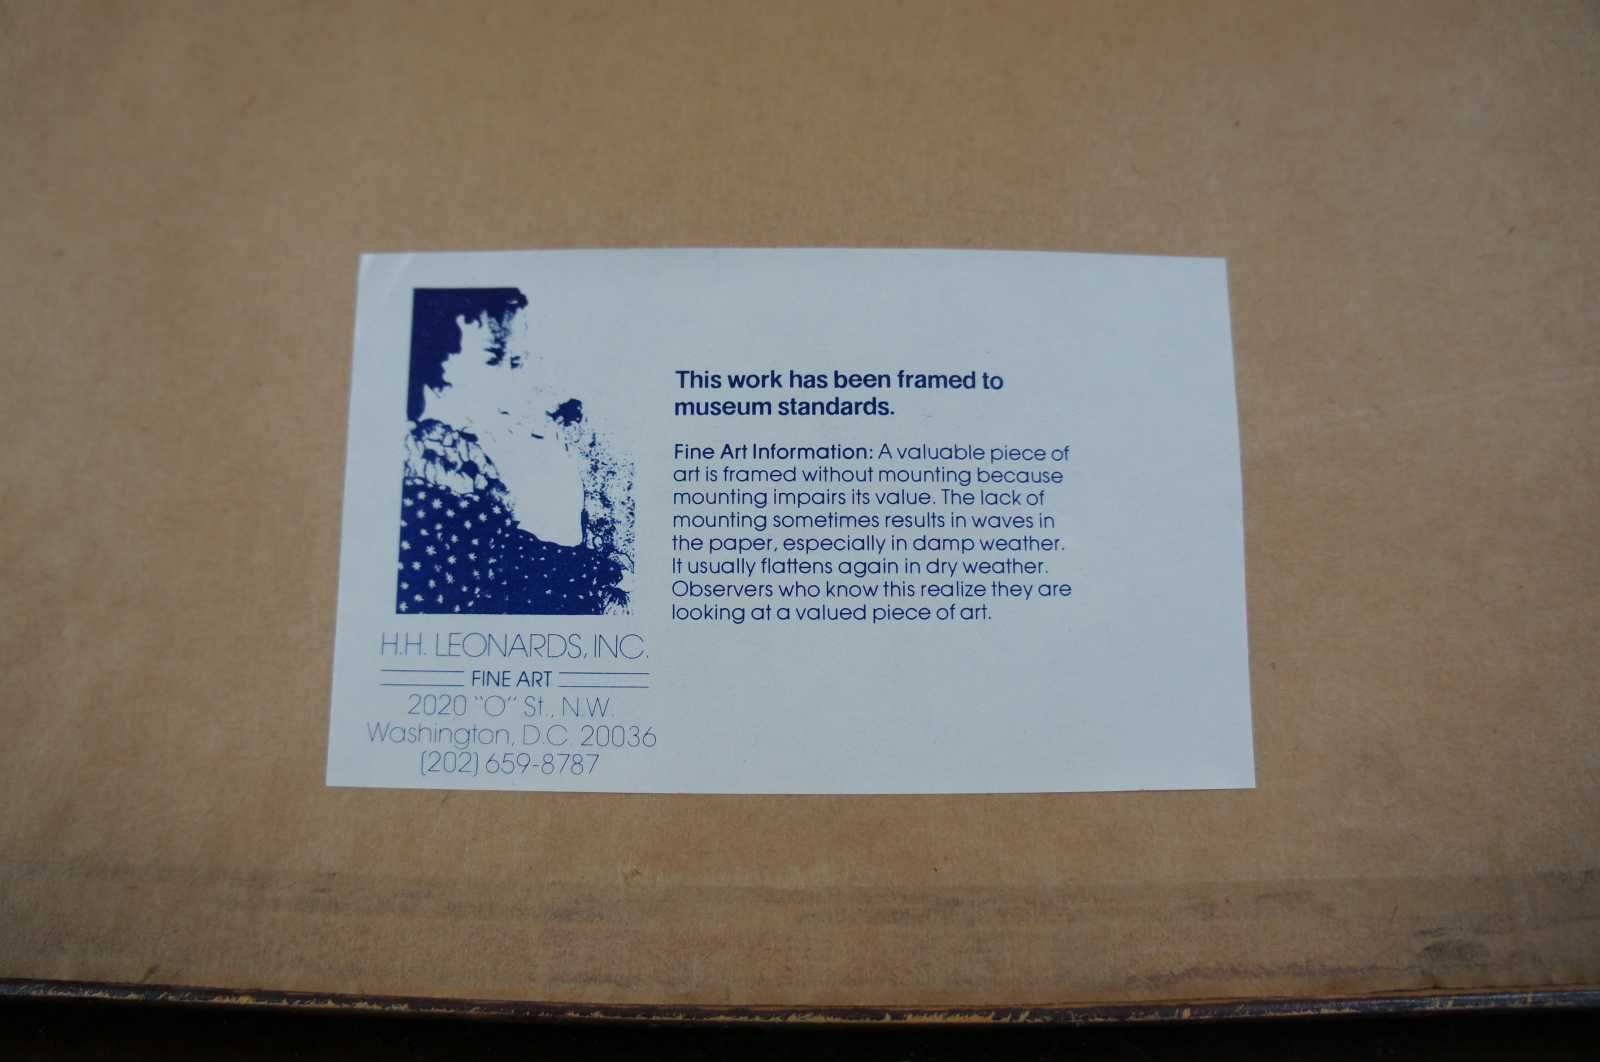 This work has been framed to
museum standards.
Fine Art Information: A valuable piece of
art is framed without mounting because
mounting impairs its value. The lack of
mounting sometimes results in waves in
the paper, especially in damp weather.
It usually flattens again in dry weather.
Observers who know this realize they are
looking at a valued piece of art.
H.H. LEONARDS, INC.
FINE ART
2020 "O" St., N.W.
Washington, D.C. 20036
(202) 659-8787